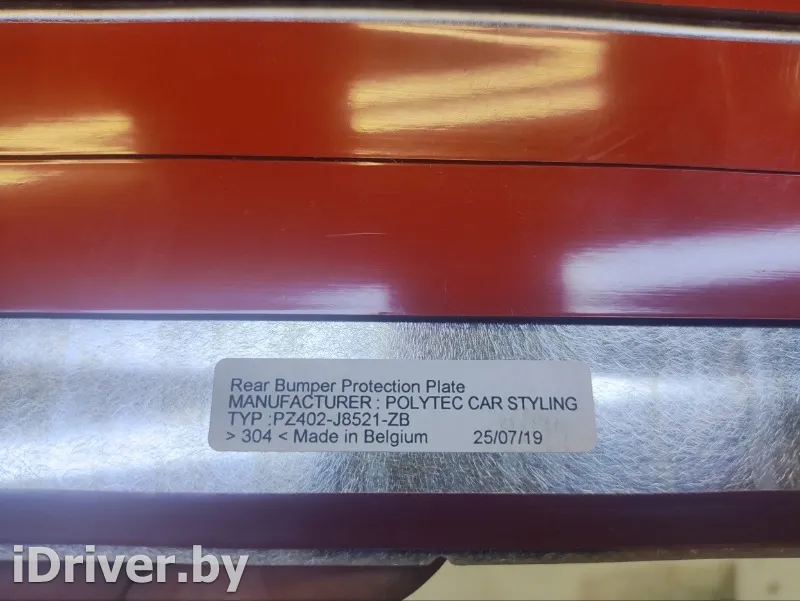 Rear Bumper Protection Plate
MANUFACTURER : POLYTEC CAR STYLING
TYP :PZ402-J8521-ZB
> 304 < Made in Belgium 25/07/19
iDriver.by